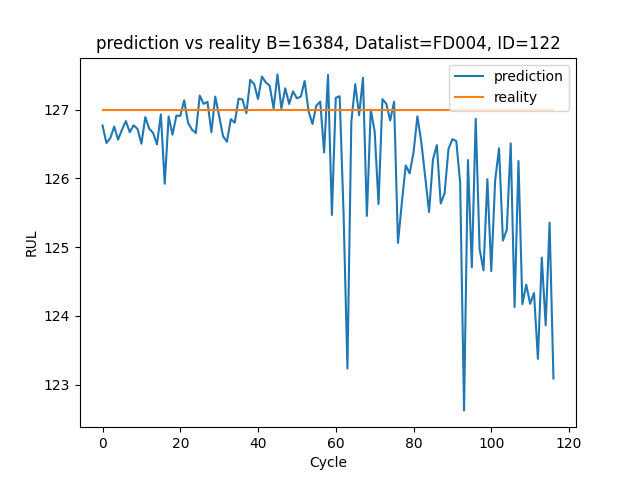 prediction vs reality B=16384, Datalist=FD004, ID=122
prediction
reality
127
126
125
124
123
RUL
0 20 40 60 80 100 120
Cycle